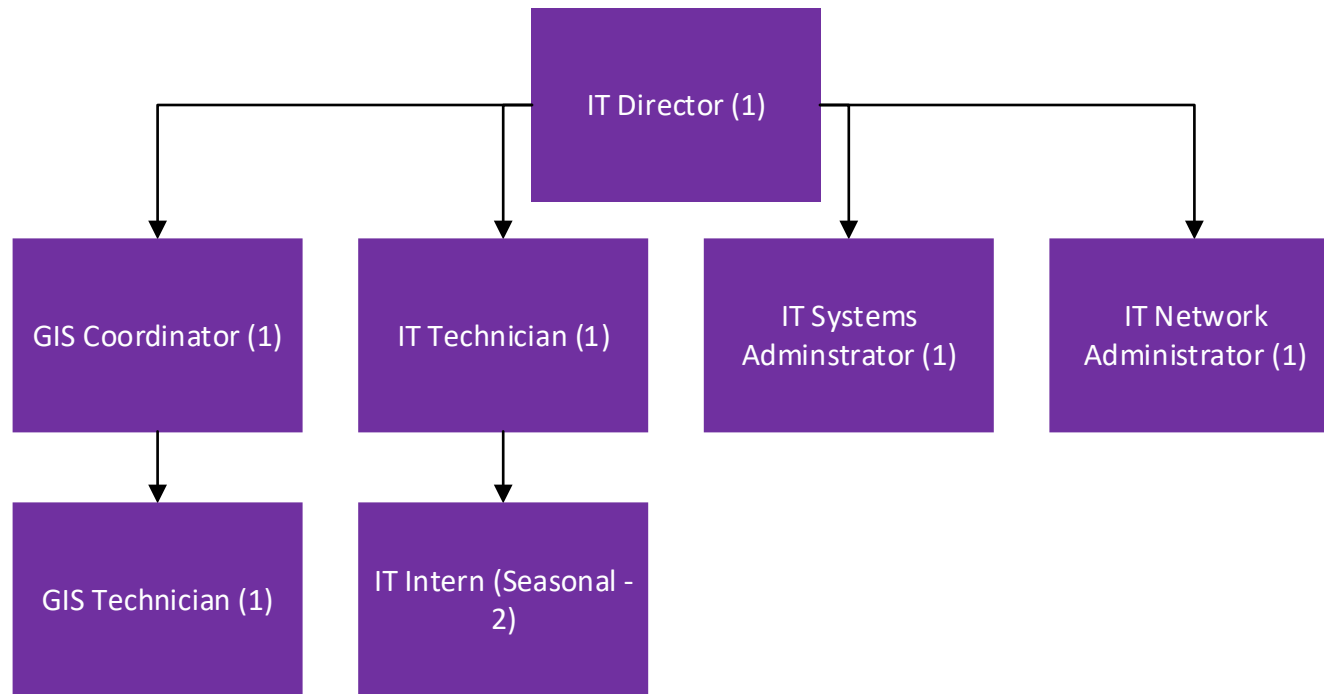 IT Director (1)
GIS Coordinator (1)
IT Technician (1)
IT Systems
Adminstrator (1)
IT Network
Administrator (1)
GIS Technician (1)
IT Intern (Seasonal -
2)